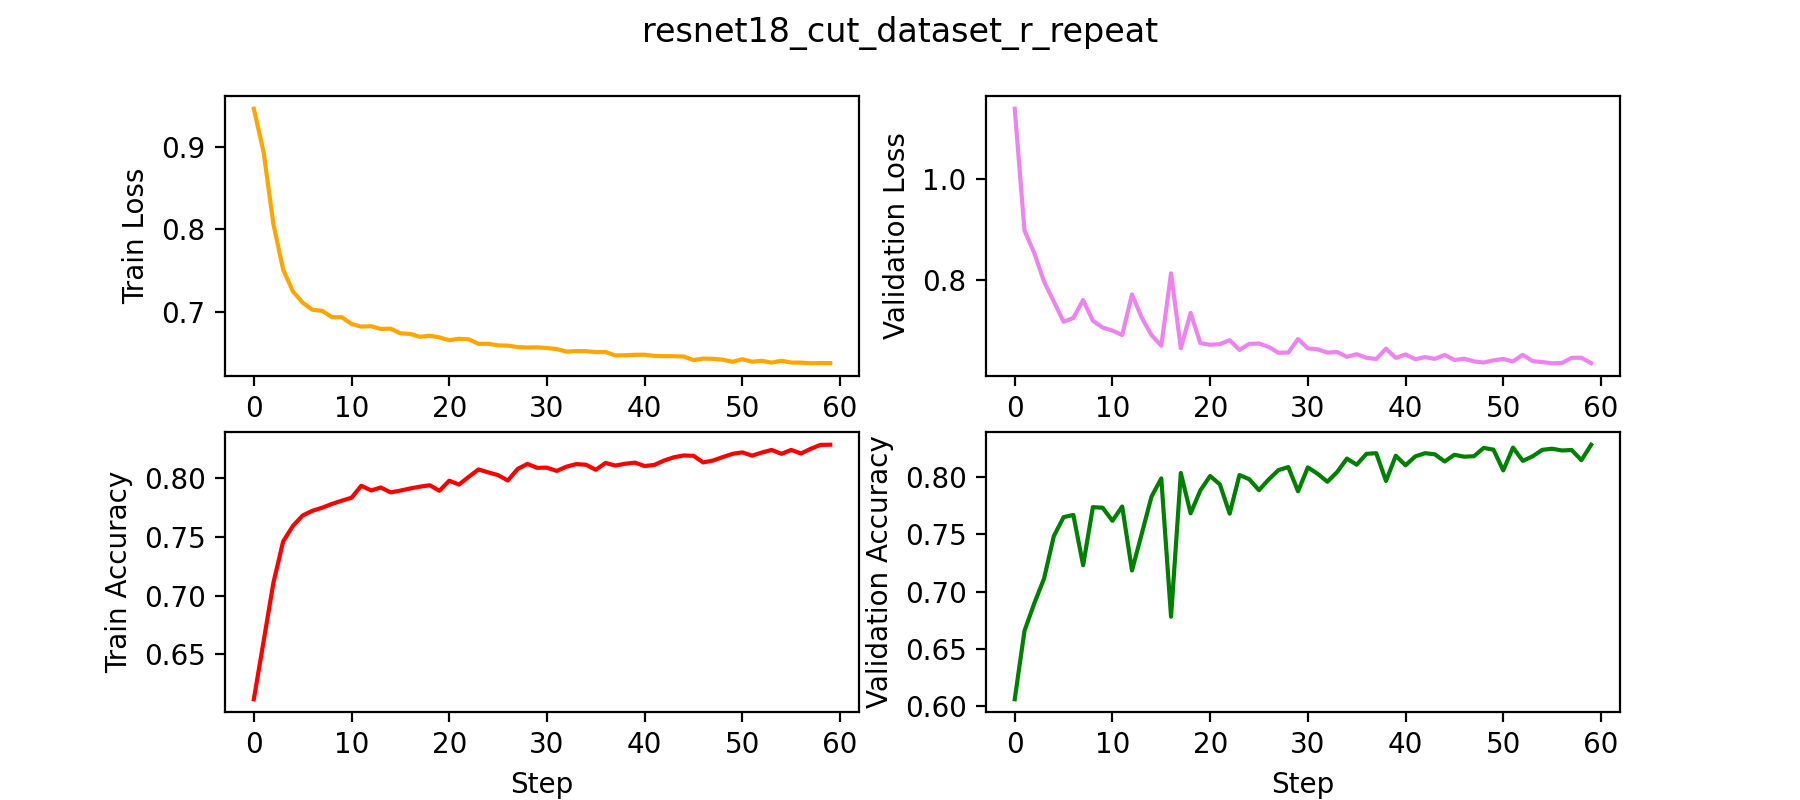 resnet18_cut_dataset_r_repeat
Train Loss
0.9
0.8
0.7
0 10 20 30 40 50 60
Validation Loss
1.0
0.8
0 10 20 30 40 50 60
Train Accuracy
0.80
0.75
0.70
0.65
0 10 20 30 40 50 60
Step
Validation Accuracy
0.80
0.75
0.70
0.65
0.60
0 10 20 30 40 50 60
Step